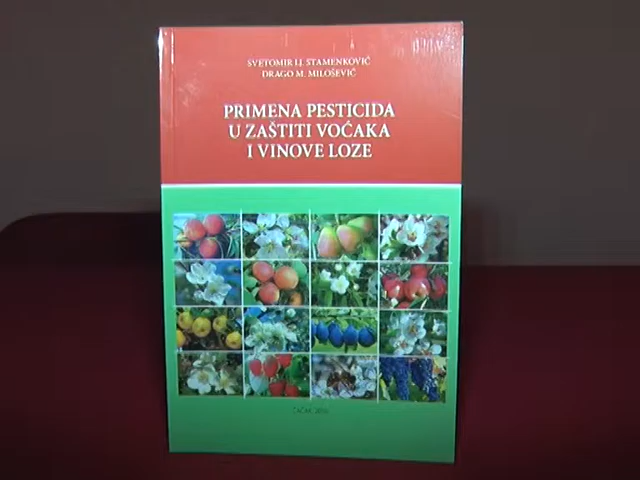 SVETOMIR LJ. STAMENKOVIĆ
DRAGO M. MILOŠEVIĆ
PRIMENA PESTICIDA
U ZAŠTITI VOĆAKA
I VINOVE LOZE